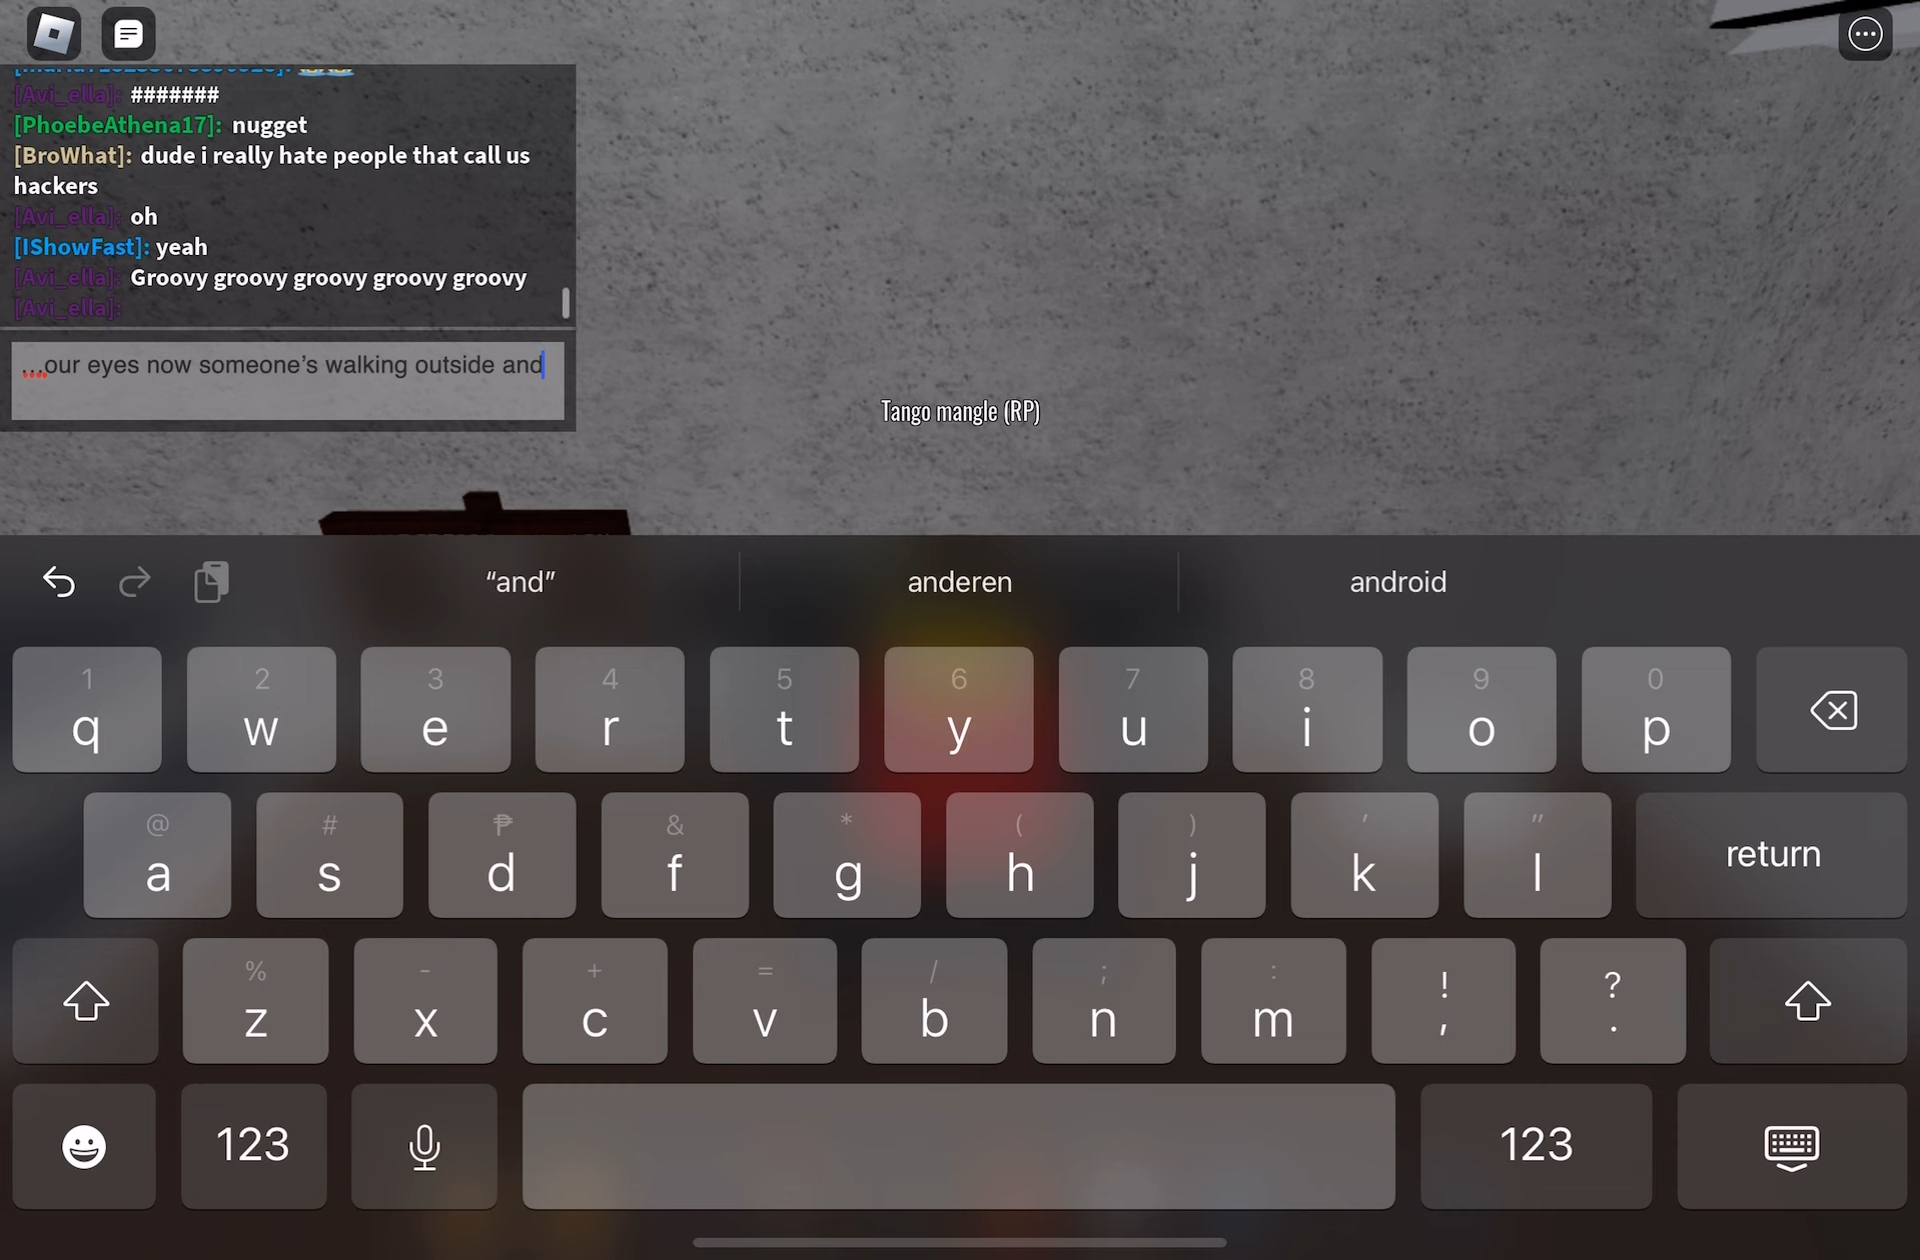 [Avi_ella]: #######
[PhoebeAthena17]: nugget
[BroWhat]: dude i really hate people that call us
hackers
[Avi_ella]: oh
[IShowFast]: yeah
[Avi_ella]: Groovy groovy groovy groovy groovy
[Avi_ella]:
...our eyes now someone’s walking outside and
Tango mangle (RP)
“and” anderen android
1 2 3 4 5 6 7 8 9 0
q w e r t y u i o p
@ # ₱ & * ( ) ' "
a s d f g h j k l return
% - + = / ; : ! ?
z x c v b n m , .
123 123